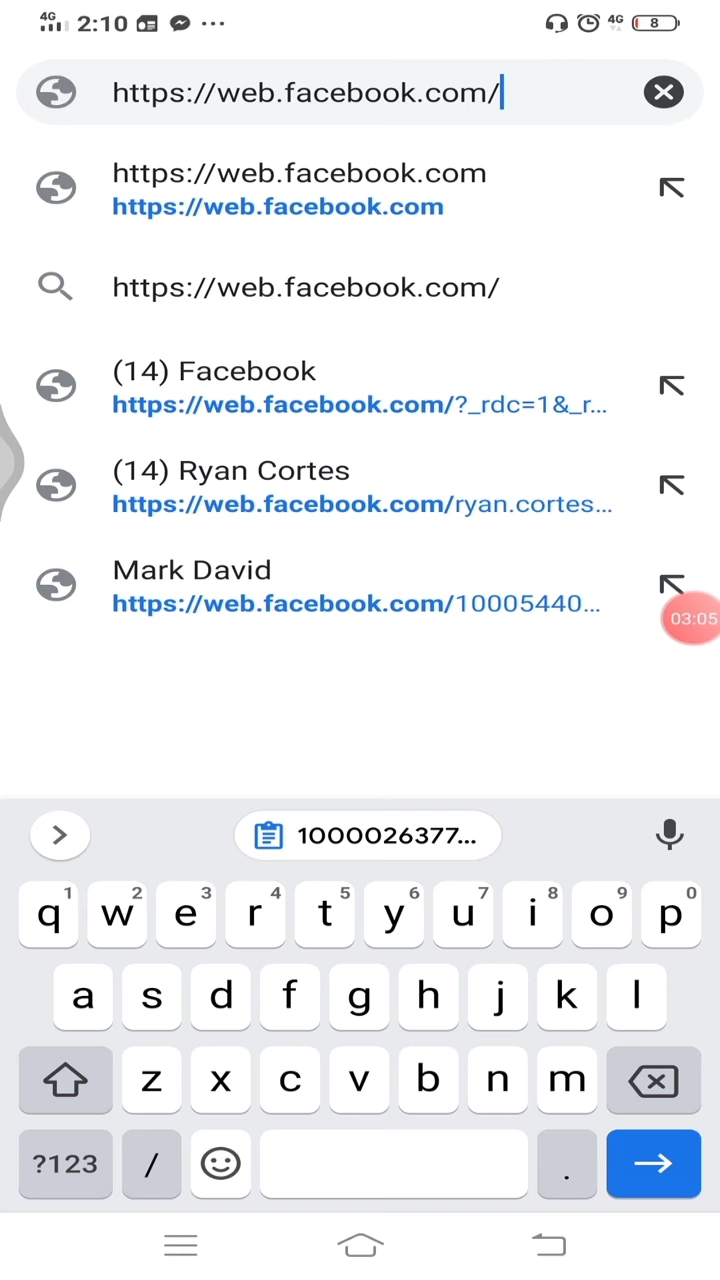 4G 2:10 ... 4G 8
https://web.facebook.com/
https://web.facebook.com
https://web.facebook.com
https://web.facebook.com/
(14) Facebook
https://web.facebook.com/?_rdc=1&_r...
(14) Ryan Cortes
https://web.facebook.com/ryan.cortes...
Mark David
https://web.facebook.com/10005440...
03:05
1000026377...
1 2 3 4 5 6 7 8 9 0
q w e r t y u i o p
a s d f g h j k l
z x c v b n m
?123 / .